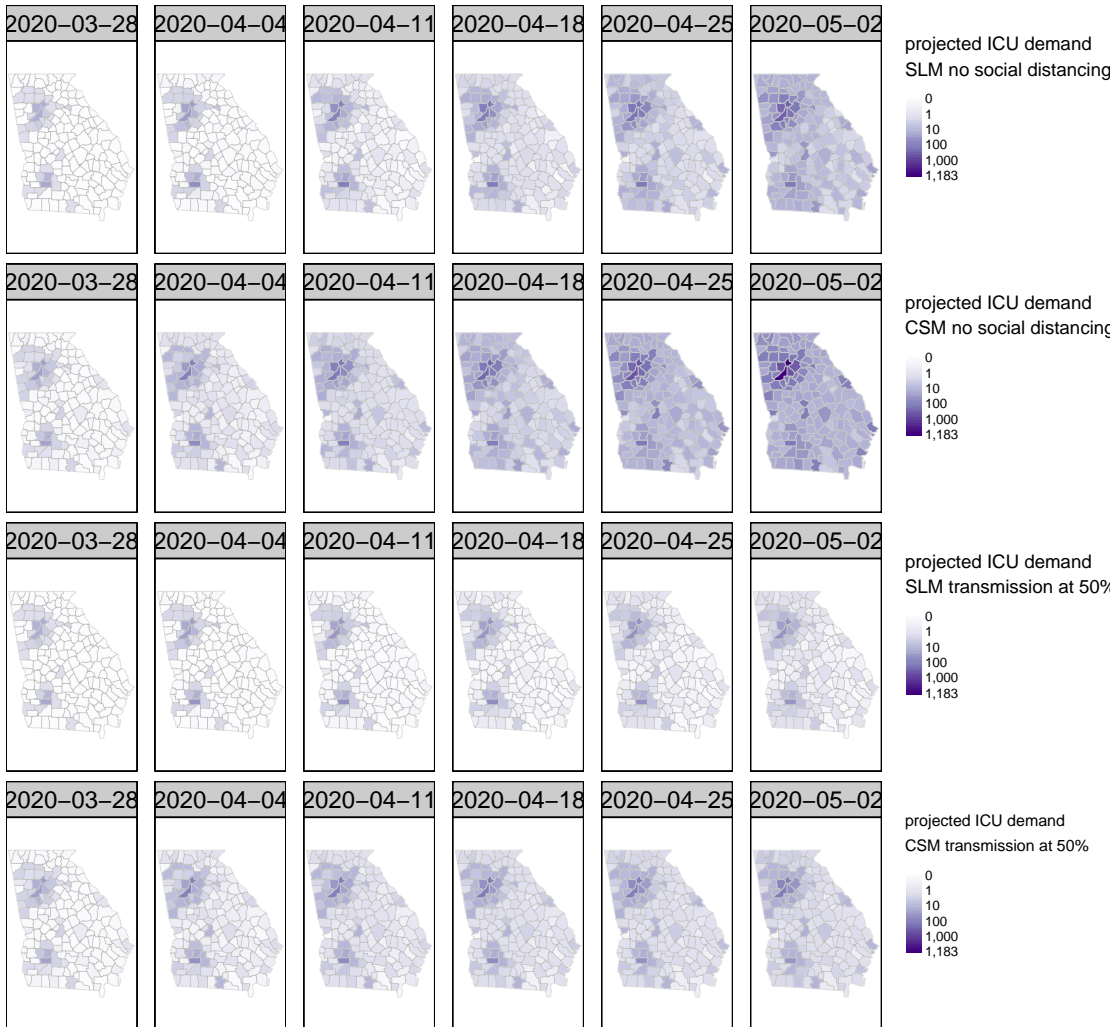 2020-03-28 2020-04-04 2020-04-11 2020-04-18 2020-04-25 2020-05-02
projected ICU demand
SLM no social distancing
0
1
10
100
1,000
1,183
2020-03-28 2020-04-04 2020-04-11 2020-04-18 2020-04-25 2020-05-02
projected ICU demand
CSM no social distancing
0
1
10
100
1,000
1,183
2020-03-28 2020-04-04 2020-04-11 2020-04-18 2020-04-25 2020-05-02
projected ICU demand
SLM transmission at 50%
0
1
10
100
1,000
1,183
2020-03-28 2020-04-04 2020-04-11 2020-04-18 2020-04-25 2020-05-02
projected ICU demand
CSM transmission at 50%
0
1
10
100
1,000
1,183